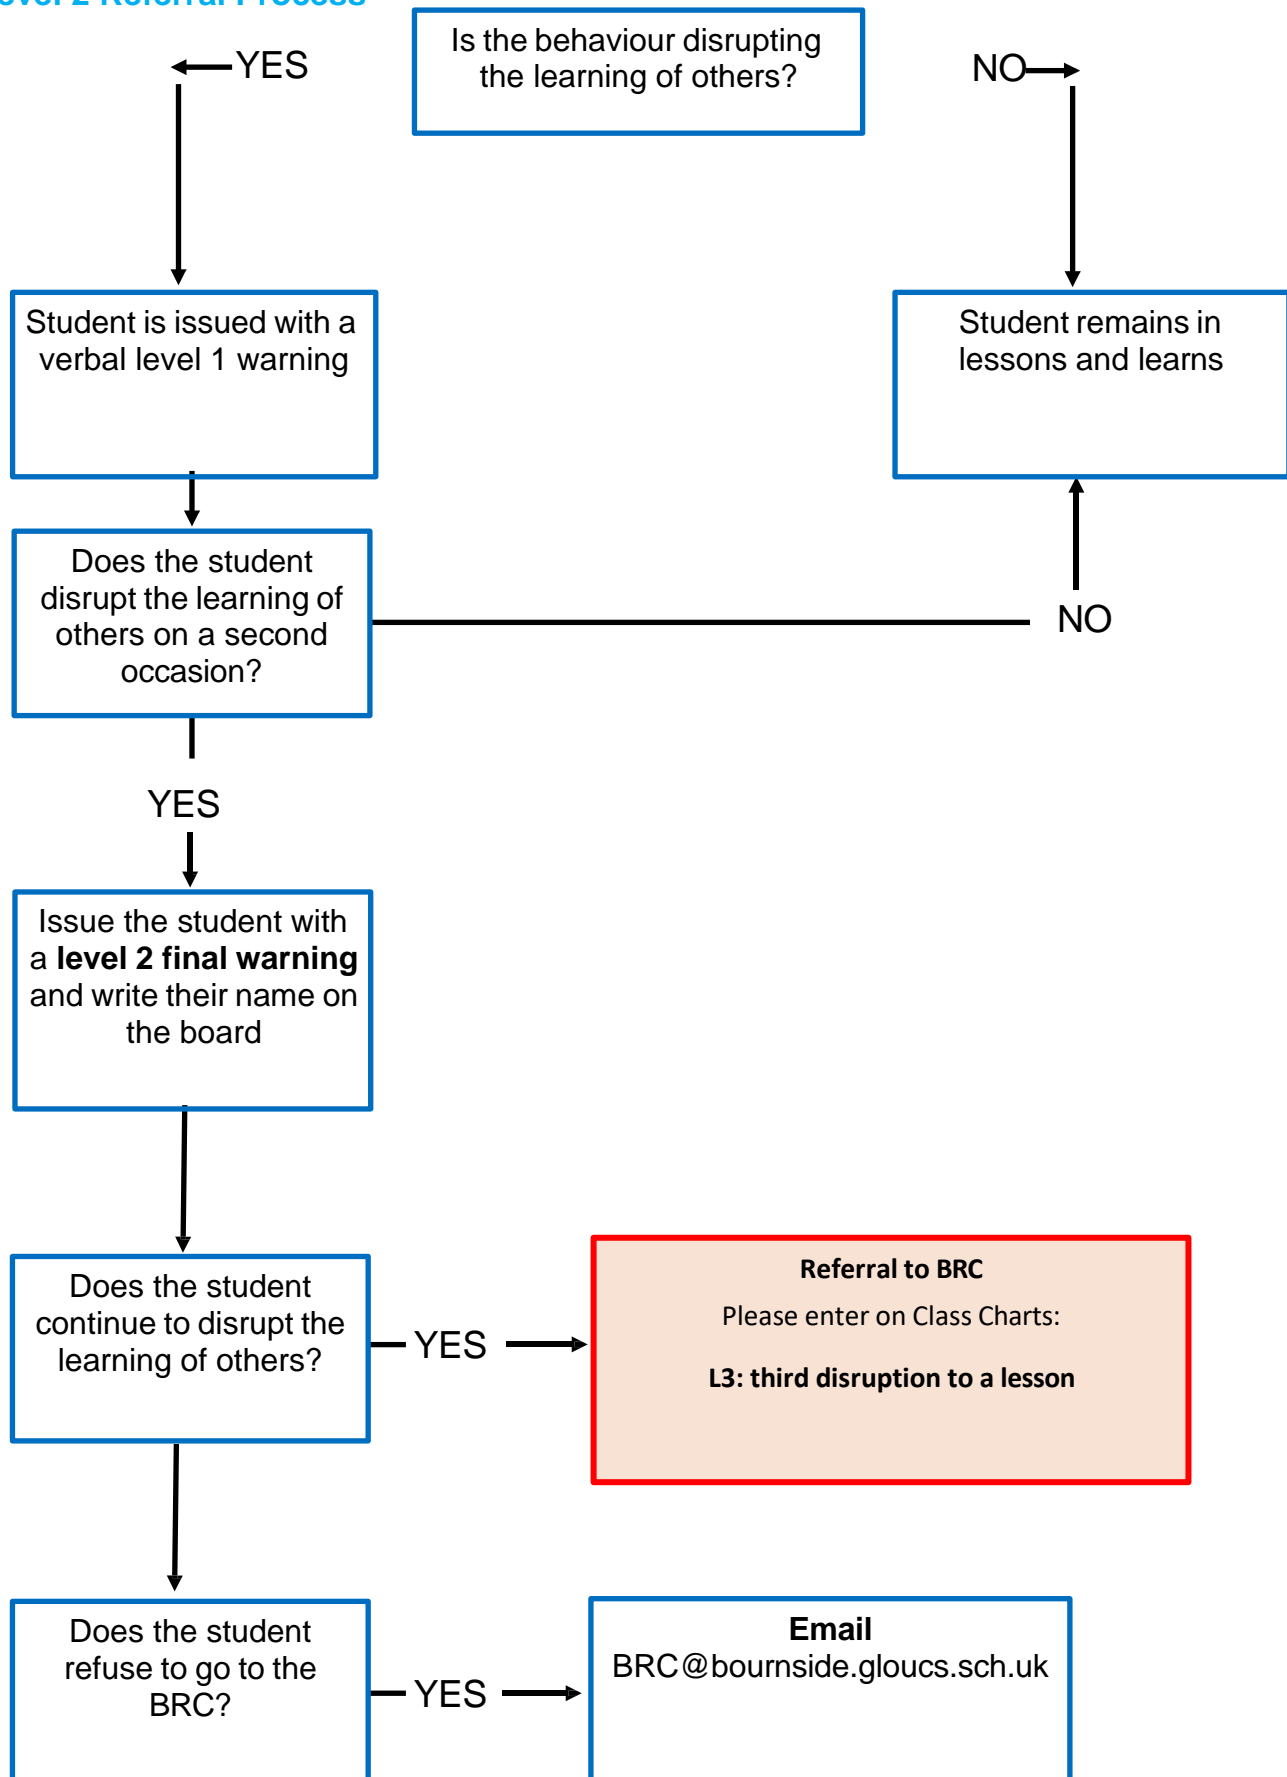 Level 2 Referral Process
Is the behaviour disrupting
the learning of others?
YES
NO
Student is issued with a
verbal level 1 warning
Student remains in
lessons and learns
Does the student
disrupt the learning of
others on a second
occasion?
NO
YES
Issue the student with
a level 2 final warning
and write their name on
the board
Does the student
continue to disrupt the
learning of others?
YES
Referral to BRC
Please enter on Class Charts:
L3: third disruption to a lesson
Does the student
refuse to go to the
BRC?
YES
Email
BRC@bournside.gloucs.sch.uk